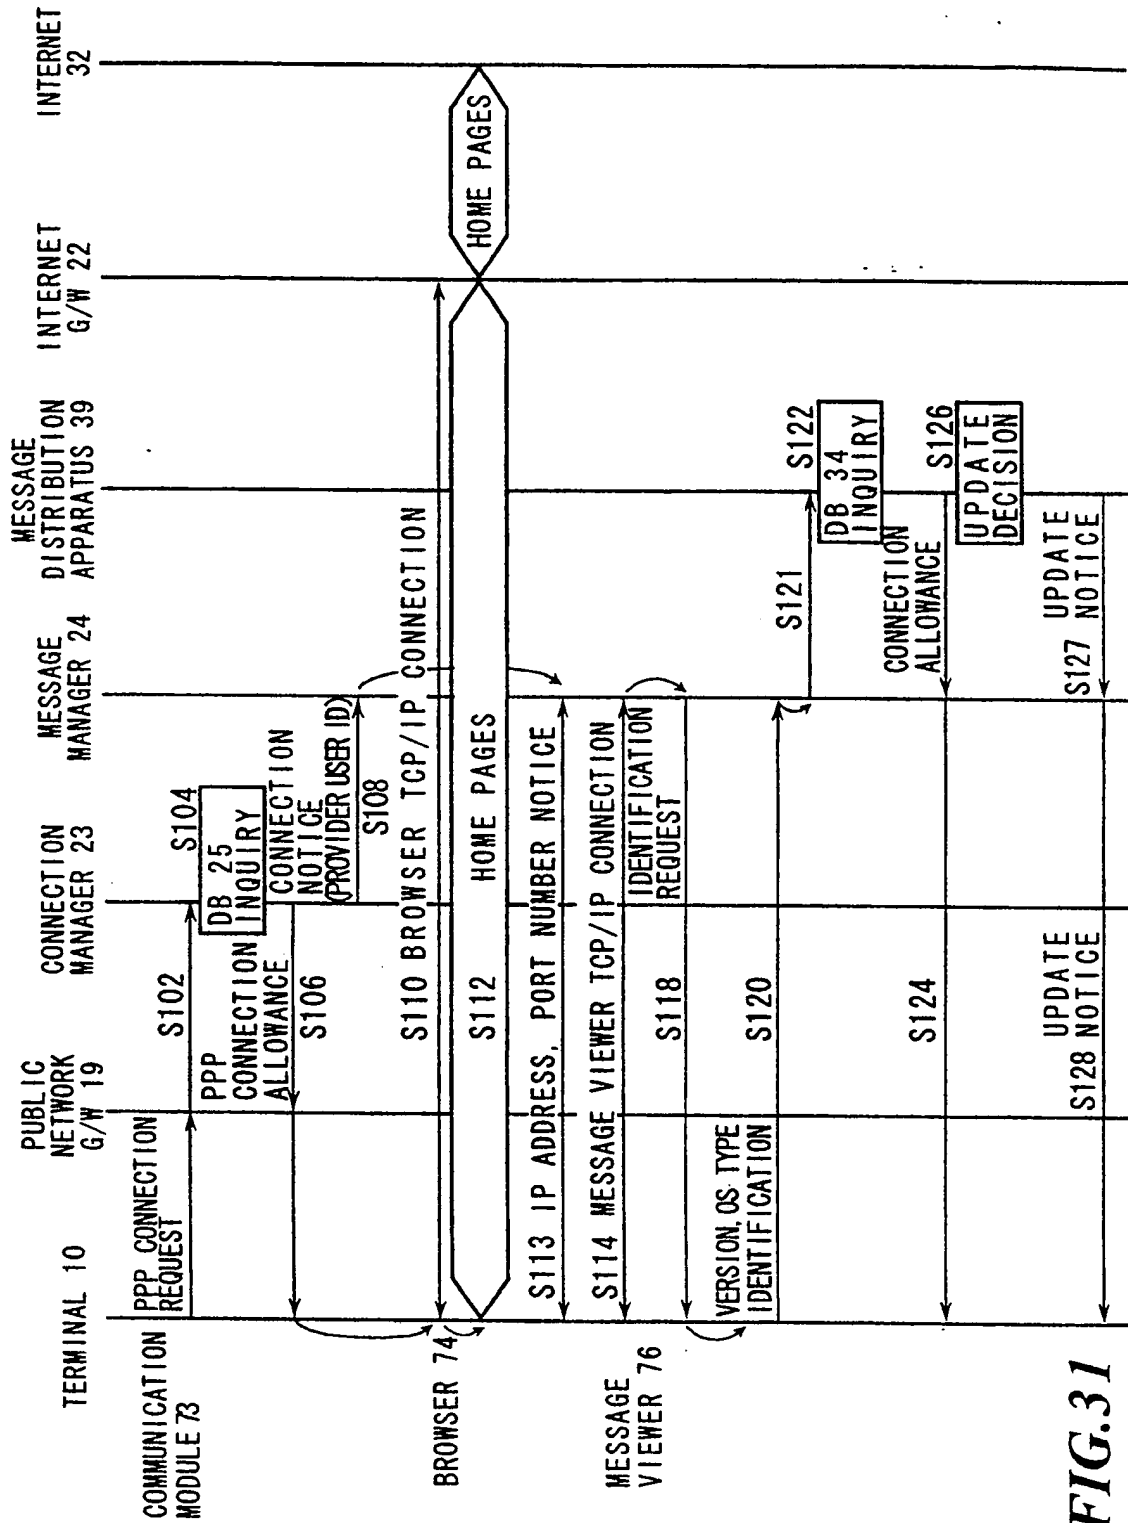 TERMINAL 10
PUBLIC
NETWORK
G/W 19
CONNECTION
MANAGER 23
MESSAGE
MANAGER 24
MESSAGE
DISTRIBUTION
APPARATUS 39
INTERNET
G/W 22
INTERNET
32
COMMUNICATION
MODULE 73
PPP CONNECTION
REQUEST
S102
S104
DB 25
INQUIRY
PPP
CONNECTION
ALLOWANCE
S106
CONNECTION
NOTICE
(PROVIDER USER ID)
S108
BROWSER 74
S110 BROWSER TCP/IP CONNECTION
S112
HOME PAGES
HOME PAGES
S113 IP ADDRESS, PORT NUMBER NOTICE
MESSAGE
VIEWER 76
S114 MESSAGE VIEWER TCP/IP CONNECTION
IDENTIFICATION
REQUEST
S118
VERSION, OS TYPE
IDENTIFICATION
S120
S121
S122
DB 34
INQUIRY
CONNECTION
ALLOWANCE
S124
S126
UPDATE
DECISION
UPDATE
S127 NOTICE
UPDATE
S128 NOTICE
FIG.31